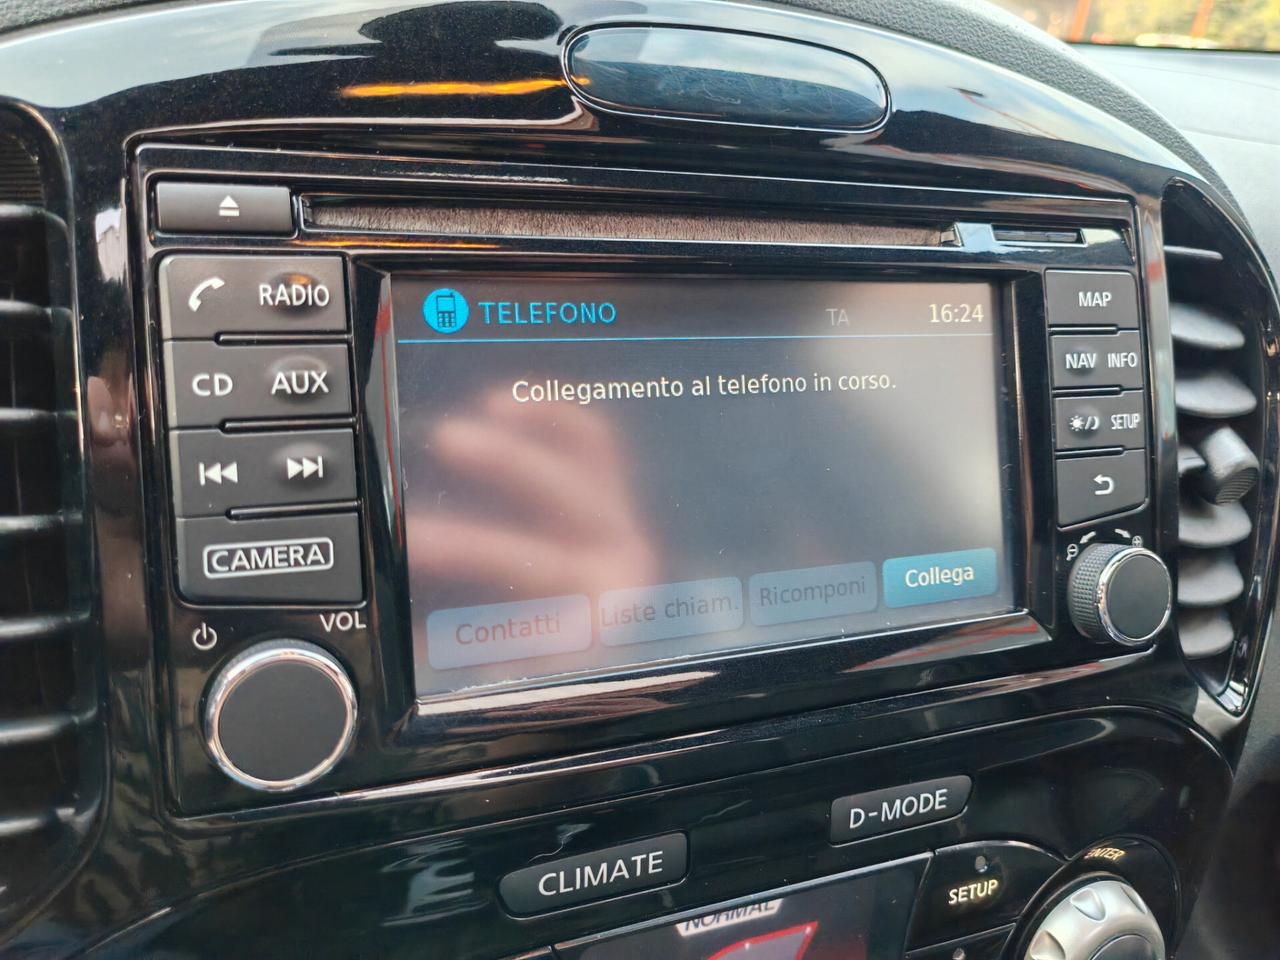 TELEFONO TA 16:24
Collegamento al telefono in corso.
Contatti Liste chiam. Ricomponi Collega
RADIO
CD AUX
CAMERA
VOL
MAP
NAV INFO
SETUP
D-MODE
CLIMATE
ENTER
SETUP
NORMAL